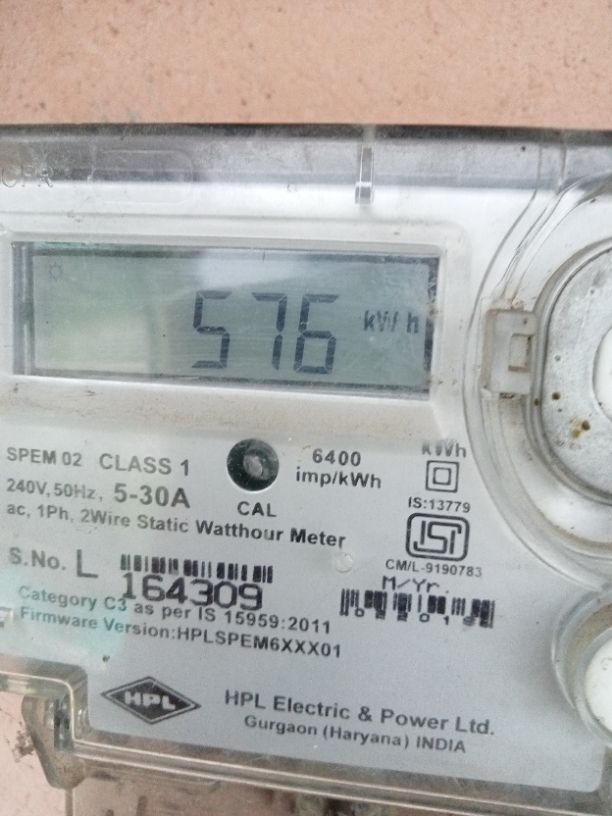 576 kWh
SPEM 02 CLASS 1
240V, 50Hz, 5-30A
ac, 1Ph, 2Wire Static Watthour Meter
CAL
6400
imp/kWh
kWh
IS:13779
ISI
CM/L-9190783
M/Yr.
S.No. L 164309
Category C3 as per IS 15959:2011
Firmware Version:HPLSPEM6XXX01
HPL
HPL Electric & Power Ltd.
Gurgaon (Haryana) INDIA